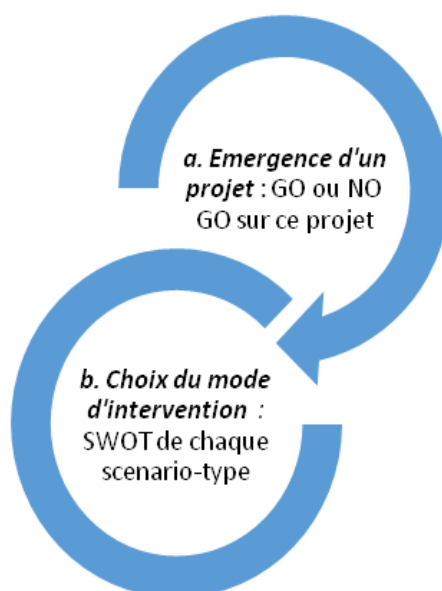 a. Emergence d'un
projet : GO ou NO
GO sur ce projet
b. Choix du mode
d'intervention :
SWOT de chaque
scenario-type